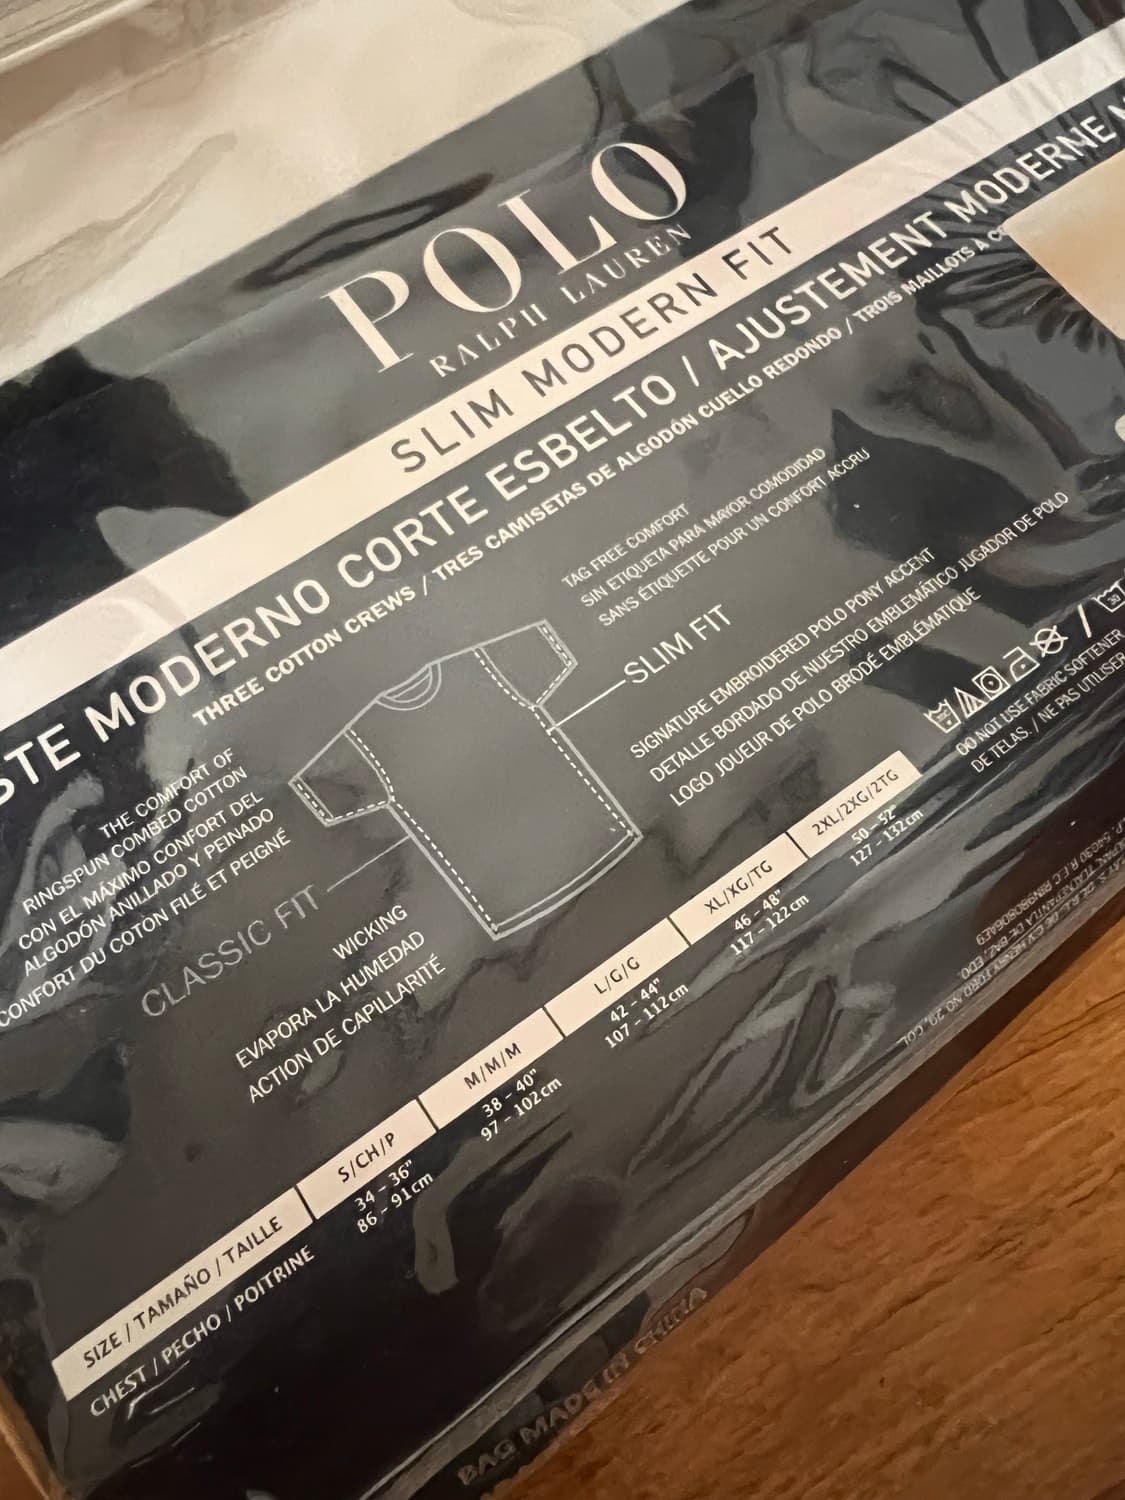 POLO
RALPH LAUREN
SLIM MODERN FIT
STE MODERNO CORTE ESBELTO / AJUSTEMENT MODERNE
THREE COTTON CREWS / TRES CAMISETAS DE ALGODÓN CUELLO REDONDO / TROIS MAILLOTS À
TAG FREE COMFORT
SIN ETIQUETA PARA MAYOR COMODIDAD
SANS ÉTIQUETTE POUR UN CONFORT ACCRU
SLIM FIT
SIGNATURE EMBROIDERED POLO PONY ACCENT
DETALLE BORDADO DE NUESTRO EMBLEMÁTICO JUGADOR DE POLO
LOGO JOUEUR DE POLO BRODÉ EMBLÉMATIQUE
THE COMFORT OF
RINGSPUN COMBED COTTON
CON EL MÁXIMO CONFORT DEL
ALGODÓN ANILLADO Y PEINADO
CONFORT DU COTON FILÉ ET PEIGNÉ
CLASSIC FIT
WICKING
EVAPORA LA HUMEDAD
ACTION DE CAPILLARITÉ
DO NOT USE FABRIC SOFTENER
DE TELAS. / NE PAS UTILISER
SIZE / TAMAÑO / TAILLE S/CH/P M/M/M L/G/G XL/XG/TG 2XL/2XG/2TG
CHEST / PECHO / POITRINE 34 – 36" 38 – 40" 42 – 44" 46 – 48" 50 – 52"
86 – 91cm 97 – 102cm 107 – 112cm 117 – 122cm 127 – 132cm
BAG MADE IN CHINA